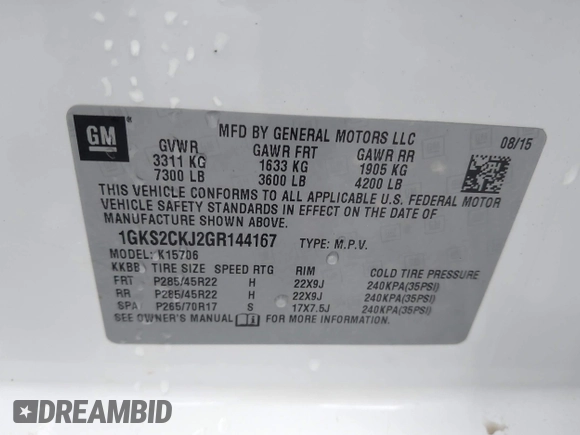 GM
MFD BY GENERAL MOTORS LLC 08/15
GVWR GAWR FRT GAWR RR
3311 KG 1633 KG 1905 KG
7300 LB 3600 LB 4200 LB
THIS VEHICLE CONFORMS TO ALL APPLICABLE U.S. FEDERAL MOTOR
VEHICLE SAFETY STANDARDS IN EFFECT ON THE DATE OF
MANUFACTURE SHOWN ABOVE.
1GKS2CKJ2GR144167 TYPE: M.P.V.
MODEL: K15706
KKBB TIRE SIZE SPEED RTG RIM COLD TIRE PRESSURE
FRT P285/45R22 H 22X9J 240KPA(35PSI)
RR P285/45R22 H 22X9J 240KPA(35PSI)
SPA P265/70R17 S 17X7.5J 240KPA(35PSI)
SEE OWNER'S MANUAL FOR MORE INFORMATION
DREAMBID